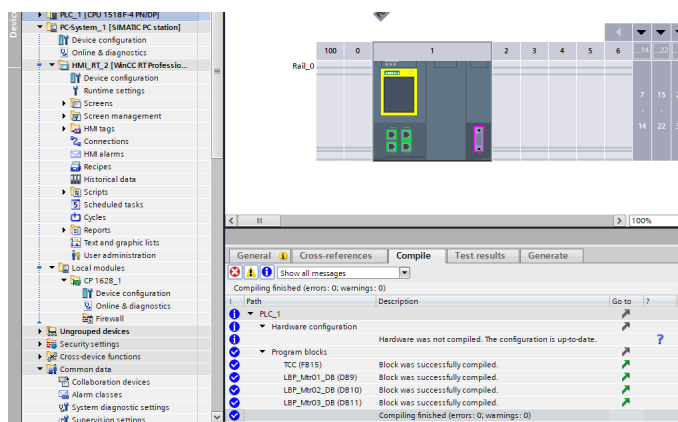 Devic
PLC_1 [CPU 1518F-4 PN/DP]
PC-System_1 [SIMATIC PC station]
Device configuration
Online & diagnostics
HMI_RT_2 [WinCC RT Professio...
Device configuration
Runtime settings
Screens
Screen management
HMI tags
Connections
HMI alarms
Recipes
Historical data
Scripts
Scheduled tasks
Cycles
Reports
Text and graphic lists
User administration
Local modules
CP 1628_1
Device configuration
Online & diagnostics
Firewall
Ungrouped devices
Security settings
Cross-device functions
Common data
Collaboration devices
Alarm classes
System diagnostic settings
Supervision settings
100 0 1 2 3 4 5 6 ...14 ...22
Rail_0
SIEMENS
7 15
14 22
100%
General Cross-references Compile Test results Generate
Show all messages
Compiling finished (errors: 0; warnings: 0)
! Path Description Go to ?
PLC_1
Hardware configuration
Hardware was not compiled. The configuration is up-to-date. ?
Program blocks
TCC (FB15) Block was successfully compiled.
LBP_Mtr01_DB (DB9) Block was successfully compiled.
LBP_Mtr02_DB (DB10) Block was successfully compiled.
LBP_Mtr03_DB (DB11) Block was successfully compiled.
Compiling finished (errors: 0; warnings: 0)